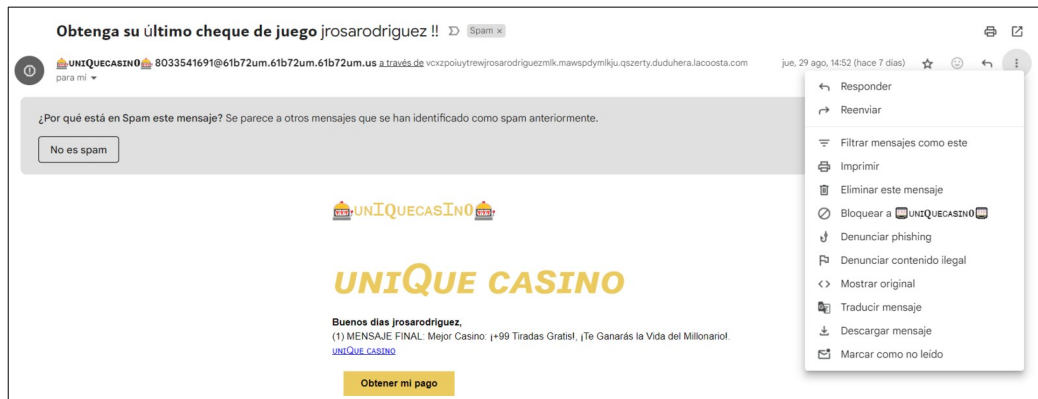 Obtenga su último cheque de juego jrosarodriguez !! Spam ×
🎰UNIQUECASIN0🎰 8033541691@61b72um.61b72um.61b72um.us a través de vcxzpoiuytrewjrosarodriguezmlk.mawspdymlkju.qszerty.duduhera.lacoosta.com jue, 29 ago, 14:52 (hace 7 días)
para mi
¿Por qué está en Spam este mensaje? Se parece a otros mensajes que se han identificado como spam anteriormente.
No es spam
🎰UNIQUECASIN0🎰
UNIQUE CASINO
Buenos dias jrosarodriguez,
(1) MENSAJE FINAL: Mejor Casino: ¡+99 Tiradas Gratis!, ¡Te Ganarás la Vida del Millonario!.
UNIQUE CASINO
Obtener mi pago
Responder
Reenviar
Filtrar mensajes como este
Imprimir
Eliminar este mensaje
Bloquear a 🎰UNIQUECASIN0🎰
Denunciar phishing
Denunciar contenido ilegal
Mostrar original
Traducir mensaje
Descargar mensaje
Marcar como no leído